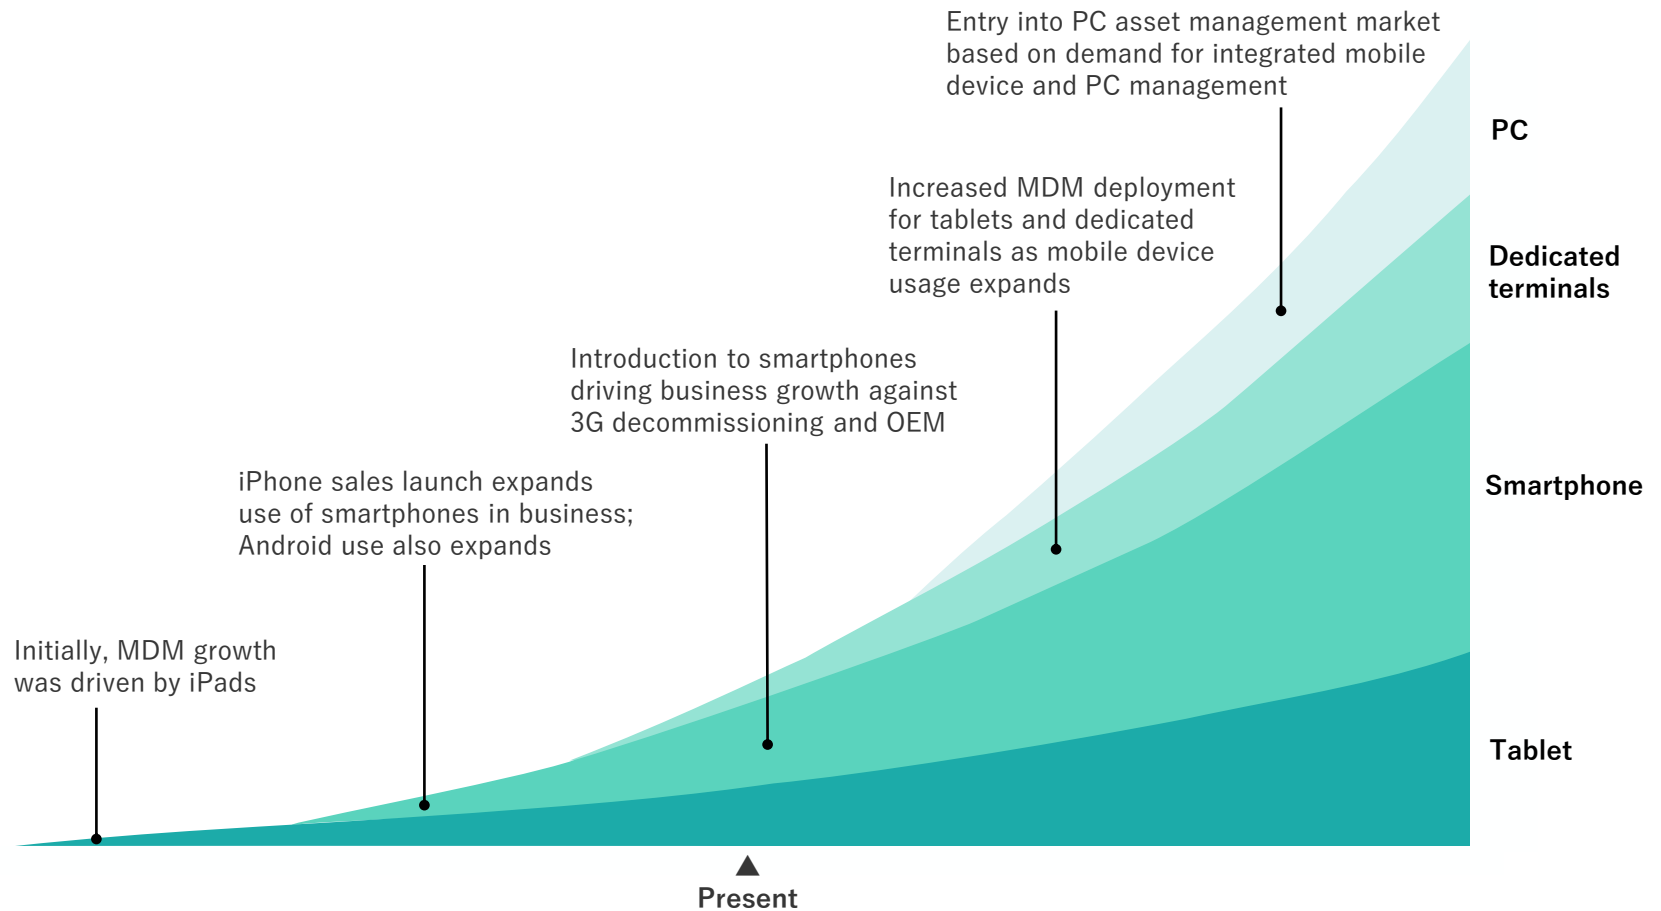 Entry into PC asset management market
based on demand for integrated mobile
device and PC management
PC
Increased MDM deployment
for tablets and dedicated
terminals as mobile device
usage expands
Dedicated
terminals
Introduction to smartphones
driving business growth against
3G decommissioning and OEM
iPhone sales launch expands
use of smartphones in business;
Android use also expands
Smartphone
Initially, MDM growth
was driven by iPads
Tablet
Present